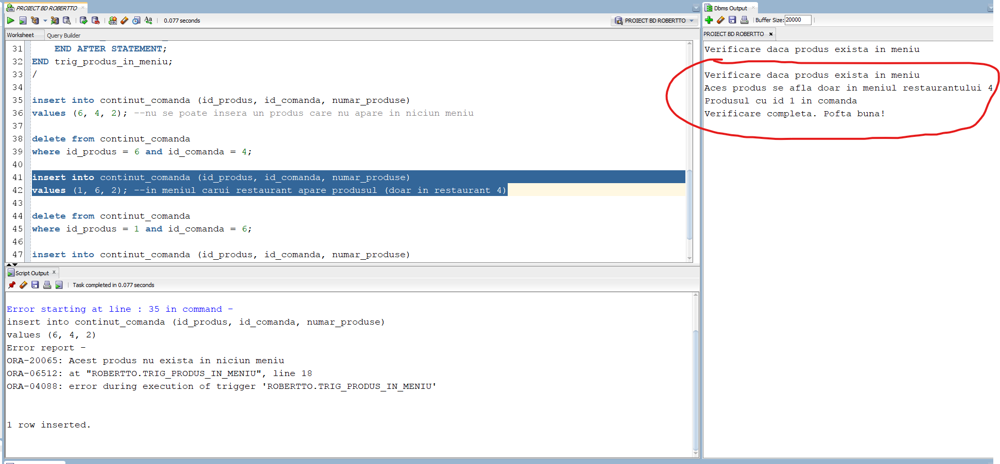 PROIECT BD ROBERTTO
0.077 seconds
PROIECT BD ROBERTTO
Worksheet
Query Builder
31 END AFTER STATEMENT;
32 END trig_produs_in_meniu;
33 /
34
35 insert into continut_comanda (id_produs, id_comanda, numar_produse)
36 values (6, 4, 2); --nu se poate insera un produs care nu apare in niciun meniu
37
38 delete from continut_comanda
39 where id_produs = 6 and id_comanda = 4;
40
41 insert into continut_comanda (id_produs, id_comanda, numar_produse)
42 values (1, 6, 2); --in meniul carui restaurant apare produsul (doar in restaurant 4)
43
44 delete from continut_comanda
45 where id_produs = 1 and id_comanda = 6;
46
47 insert into continut_comanda (id_produs, id_comanda, numar_produse)
Script Output
Task completed in 0.077 seconds
Error starting at line : 35 in command -
insert into continut_comanda (id_produs, id_comanda, numar_produse)
values (6, 4, 2)
Error report -
ORA-20065: Acest produs nu exista in niciun meniu
ORA-06512: at "ROBERTTO.TRIG_PRODUS_IN_MENIU", line 18
ORA-04088: error during execution of trigger 'ROBERTTO.TRIG_PRODUS_IN_MENIU'
1 row inserted.
Dbms Output
Buffer Size: 20000
PROIECT BD ROBERTTO
Verificare daca produs exista in meniu
Verificare daca produs exista in meniu
Aces produs se afla doar in meniul restaurantului 4
Produsul cu id 1 in comanda
Verificare completa. Pofta buna!